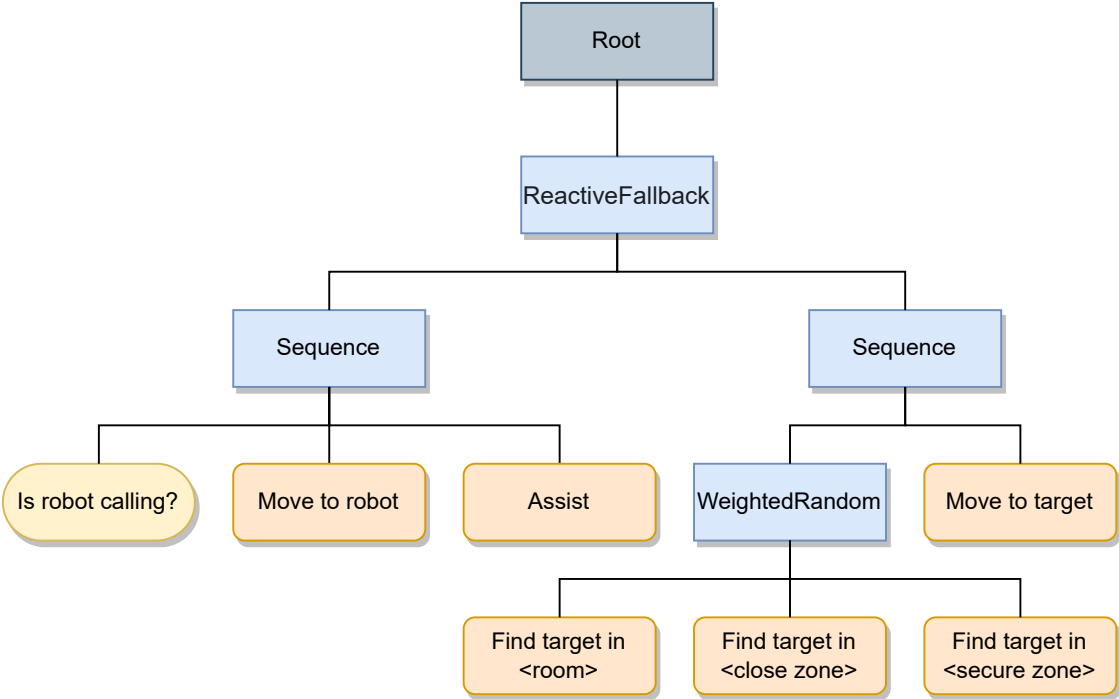 Root
ReactiveFallback
Sequence
Sequence
Is robot calling?
Move to robot
Assist
WeightedRandom
Move to target
Find target in
<room>
Find target in
<close zone>
Find target in
<secure zone>